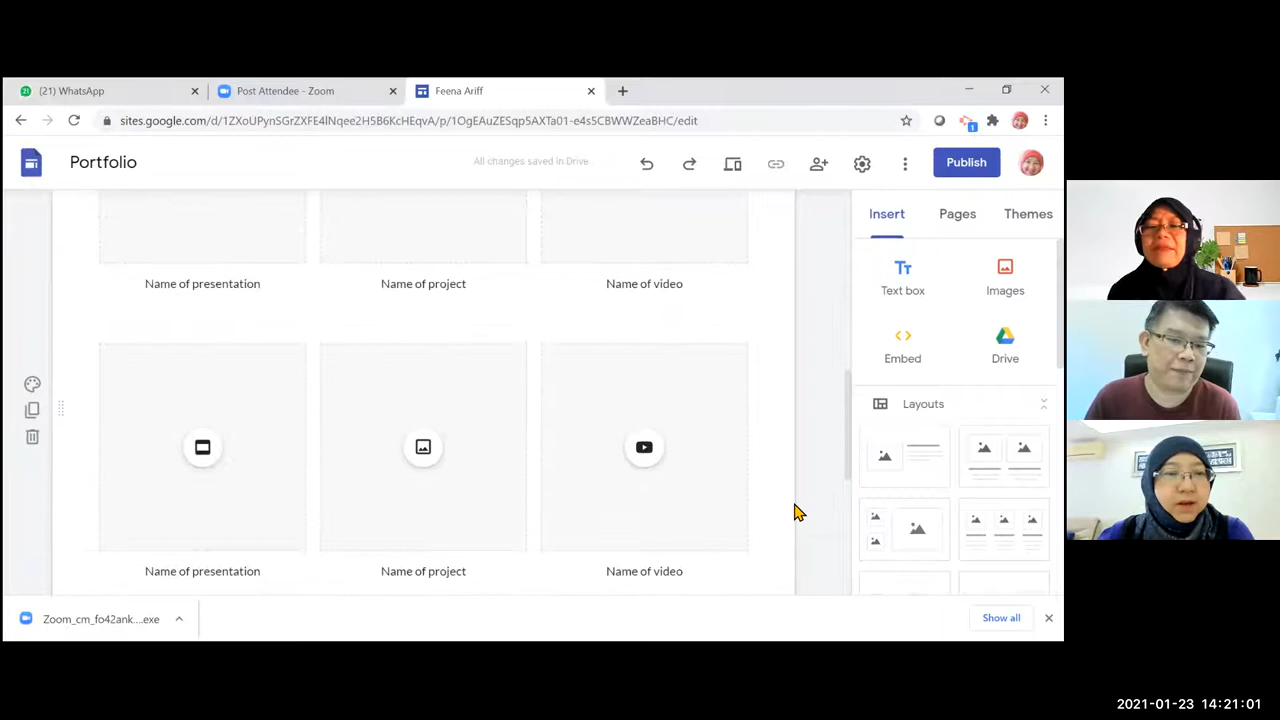 (21) WhatsApp
Post Attendee - Zoom
Feena Ariff
sites.google.com/d/1ZXoUPynSGrZXFE4lNqee2H5B6KcHEqvA/p/1OgEAuZESqp5AXTa01-e4s5CBWWZeaBHC/edit
1
Portfolio
All changes saved in Drive
Publish
Insert
Pages
Themes
Tt
Text box
Images
Embed
Drive
Layouts
Name of presentation
Name of project
Name of video
Name of presentation
Name of project
Name of video
Zoom_cm_fo42ank....exe
Show all
2021-01-23 14:21:01